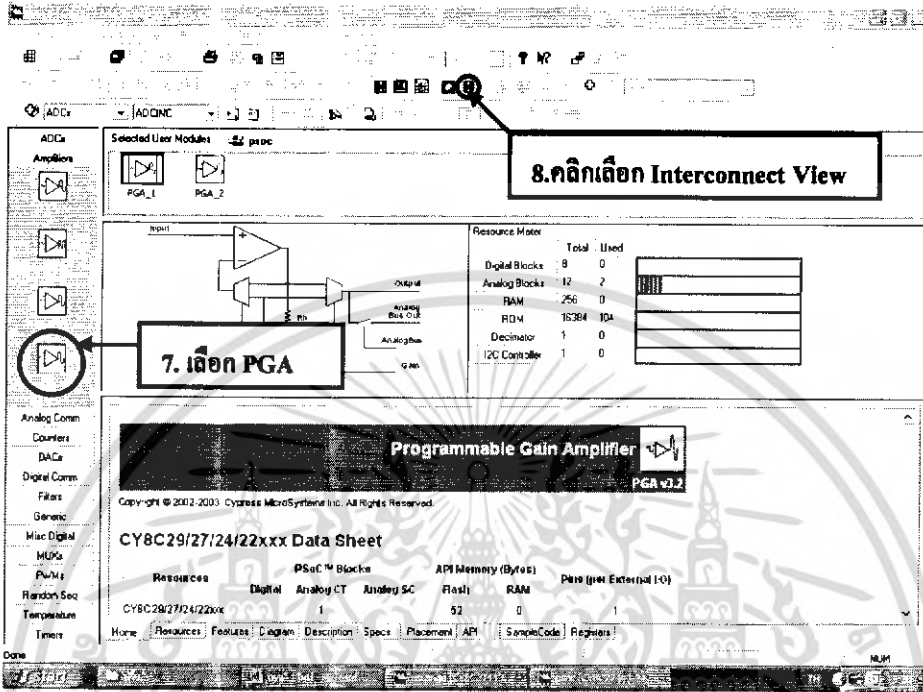 ADCs
ADCINC
ADCs
Amplifiers
Selected User Modules
psoc
PGA_1
PGA_2
8.คลิกเลือก Interconnect View
Input
Output
Analog
Bus Out
AnalogBus
Gain
Rb
Resource Meter
Total Used
Digital Blocks 8 0
Analog Blocks 12 2
RAM 256 0
ROM 16384 104
Decimator 1 0
I2C Controller 1 0
7. เลือก PGA
Analog Comm
Counters
DACs
Digital Comm
Filters
Generic
Misc Digital
MUXs
PWMs
Random Seq
Temperature
Timers
Programmable Gain Amplifier
PGA v3.2
Copyright © 2002-2003 Cypress MicroSystems Inc. All Rights Reserved.
CY8C29/27/24/22xxx Data Sheet
Resources
PSoC™ Blocks
API Memory (Bytes)
Pins (per External I/O)
Digital Analog CT Analog SC Flash RAM
CY8C29/27/24/22xxx 1 52 0 1
Home Resources Features Diagram Description Specs Placement API SampleCode Registers
Done
NUM
Start
TH